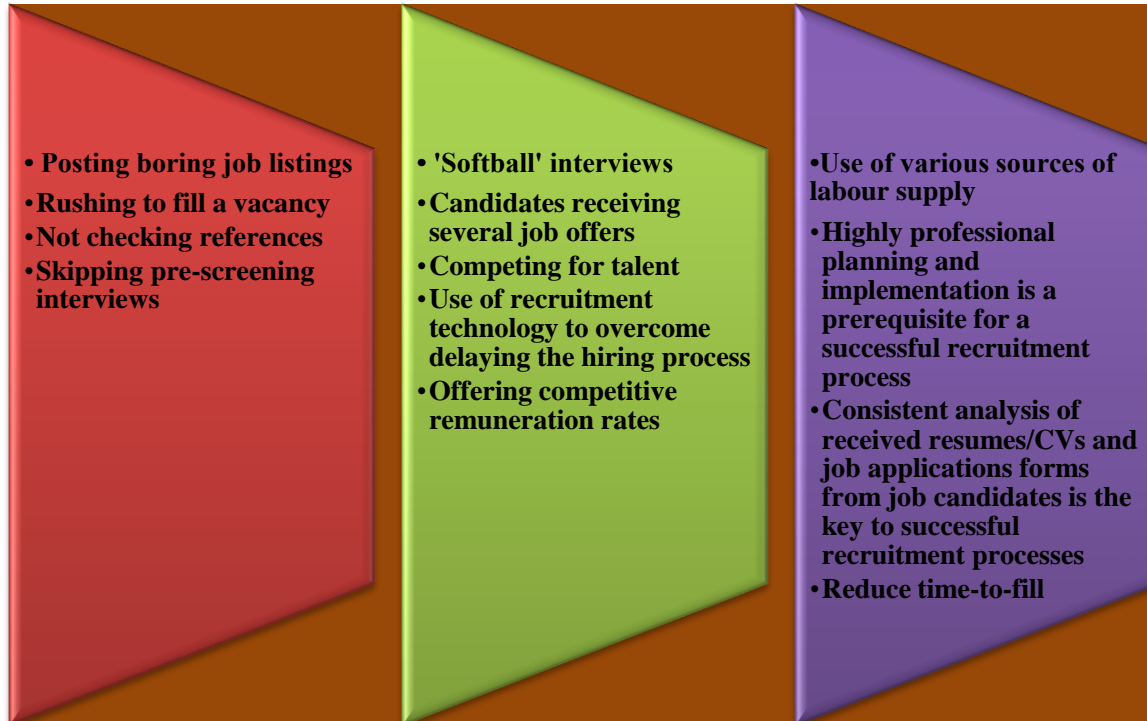 • Posting boring job listings
•Rushing to fill a vacancy
•Not checking references
•Skipping pre-screening
interviews
• 'Softball' interviews
•Candidates receiving
several job offers
•Competing for talent
•Use of recruitment
technology to overcome
delaying the hiring process
•Offering competitive
remuneration rates
•Use of various sources of
labour supply
•Highly professional
planning and
implementation is a
prerequisite for a
successful recruitment
process
•Consistent analysis of
received resumes/CVs and
job applications forms
from job candidates is the
key to successful
recruitment processes
•Reduce time-to-fill